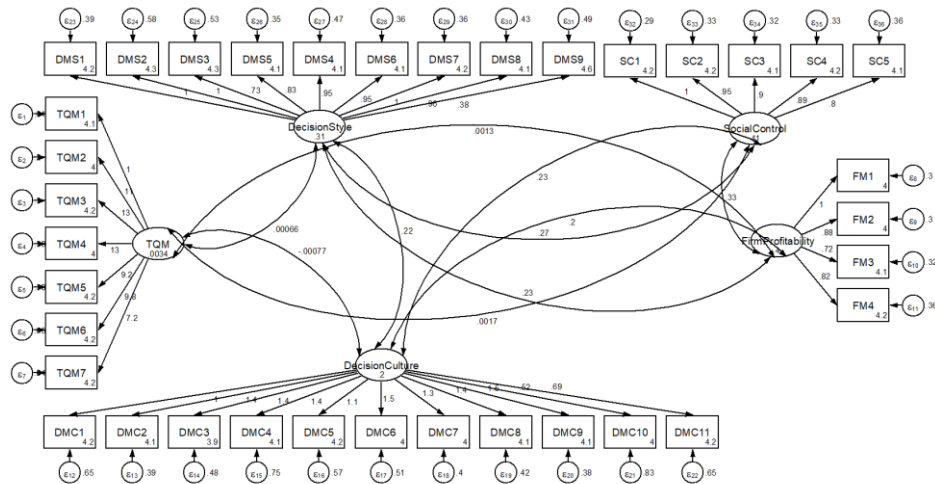 ε23 .39 ε24 .58 ε25 .53 ε26 .35 ε27 .47 ε28 .36 ε29 .36 ε30 .43 ε31 .49 ε32 .29 ε33 .33 ε34 .32 ε35 .33 ε36 .36
DMS1 DMS2 DMS3 DMS5 DMS4 DMS6 DMS7 DMS8 DMS9 SC1 SC2 SC3 SC4 SC5
4.2 4.3 4.3 4.1 4.1 4.1 4.2 4.1 4.6 4.2 4.2 4.1 4.2 4.1
1 1 .73 .83 .95 .95 1 .96 .38 1 .95 .9 .89 .8
DecisionStyle SocialControl
.31 .41
ε1 TQM1
4.1
ε2 TQM2
4
ε3 TQM3
4.2
ε4 TQM4
4
ε5 TQM5
4.2
ε6 TQM6
4.2
ε7 TQM7
4.2
1
1
13
13
9.2
9.8
7.2
TQM
.0034
.0013
.23
.33
.2
.27
.22
.00066
-.00077
.23
.0017
FM1 ε8 .3
4
FM2 ε9 .3
4
FM3 ε10 .32
4.1
FM4 ε11 .36
4.2
1
.88
.72
.82
FirmProfitability
DecisionCulture
.2
1 1.4 1.4 1.4 1.1 1.5 1.3 1.4 1.5 .52 .69
DMC1 DMC2 DMC3 DMC4 DMC5 DMC6 DMC7 DMC8 DMC9 DMC10 DMC11
4.2 4.1 3.9 4.1 4.2 4 4 4.1 4.1 4 4.2
ε12 .65 ε13 .39 ε14 .48 ε15 .75 ε16 .57 ε17 .51 ε18 .4 ε19 .42 ε20 .38 ε21 .83 ε22 .65